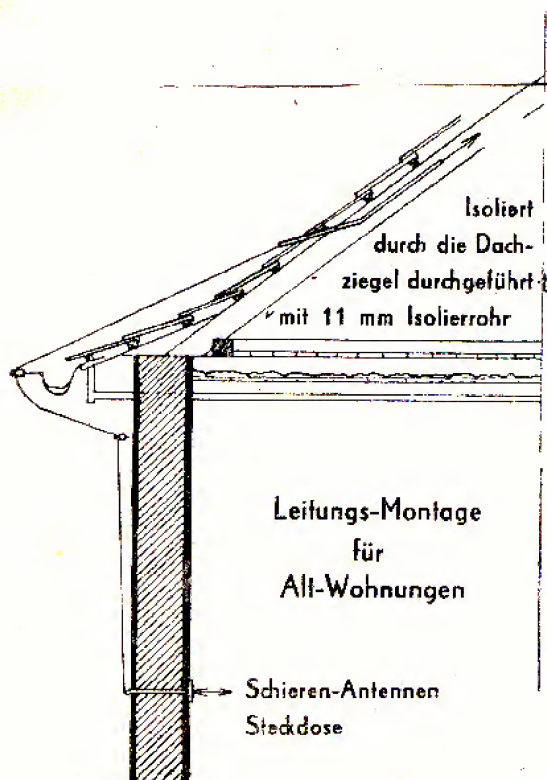 Isoliert
durch die Dach-
ziegel durchgeführt
mit 11 mm Isolierrohr
Leitungs-Montage
für
Alt-Wohnungen
Schieren-Antennen
Steckdose